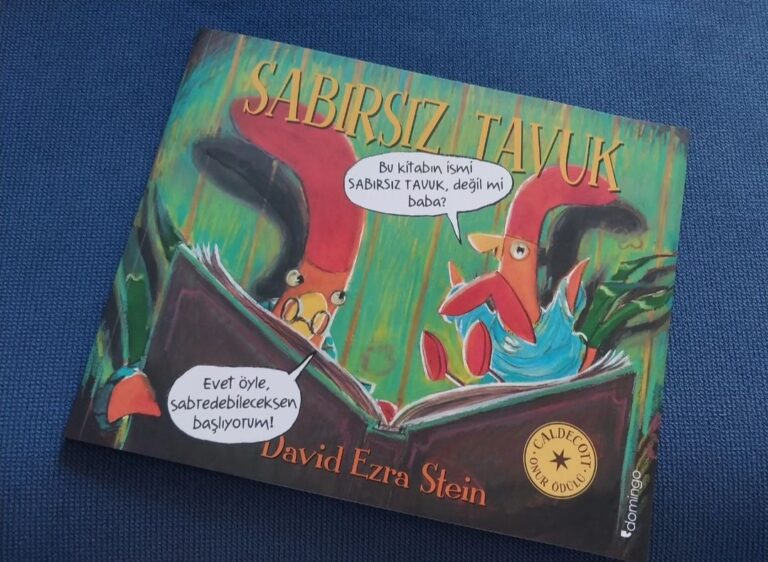 SABIRSIZ TAVUK
Bu kitabın ismi
SABIRSIZ TAVUK, değil mi
baba?
Evet öyle,
sabredebileceksen
başlıyorum!
David Ezra Stein
CALDECOTT
ONUR ÖDÜLÜ
domingo